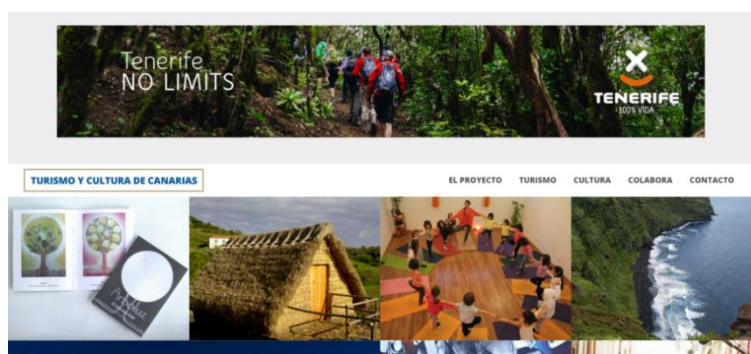 Tenerife
NO LIMITS
TENERIFE
100% VIDA
TURISMO Y CULTURA DE CANARIAS
EL PROYECTO TURISMO CULTURA COLABORA CONTACTO